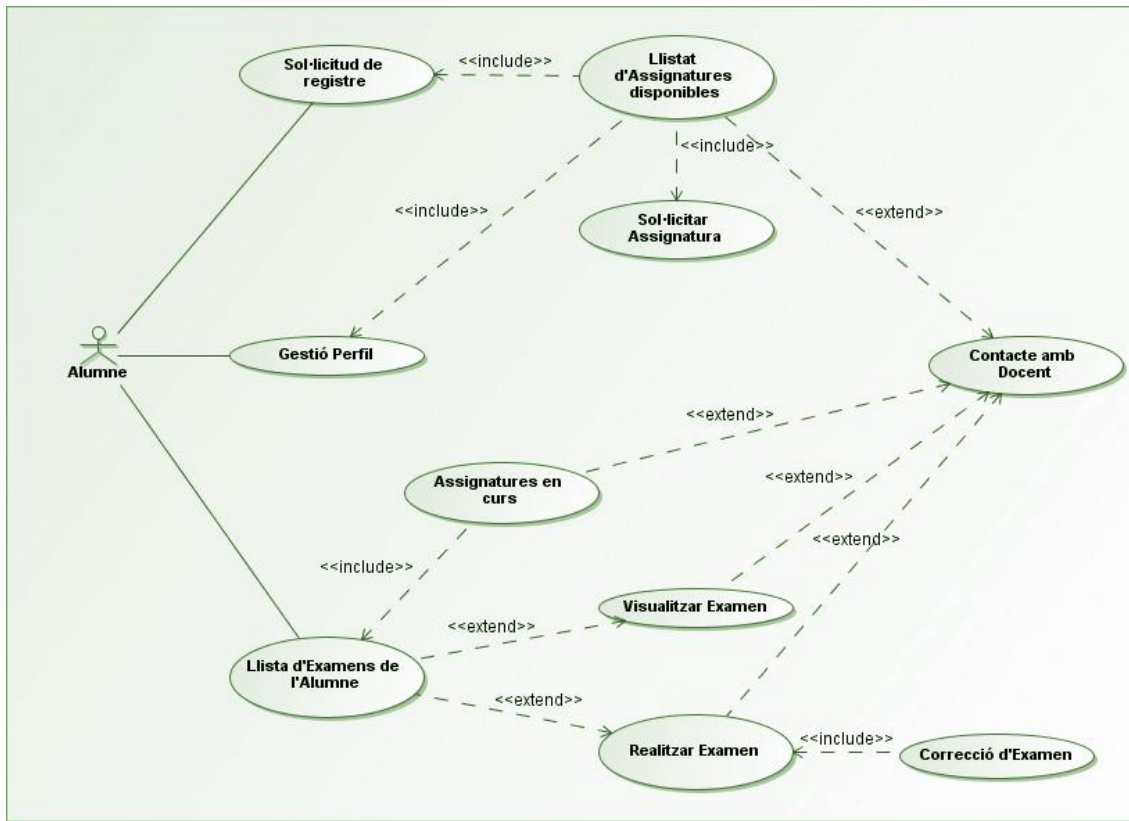 Sol·licitud de
registre
<<include>>
Llistat
d'Assignatures
disponibles
<<include>>
<<include>>
Sol·licitar
Assignatura
<<extend>>
Alumne
Gestió Perfil
Contacte amb
Docent
<<extend>>
Assignatures en
curs
<<extend>>
<<extend>>
<<include>>
Visualitzar Examen
<<extend>>
Llista d'Examens de
l'Alumne
<<extend>>
Realitzar Examen
<<include>>
Correcció d'Examen